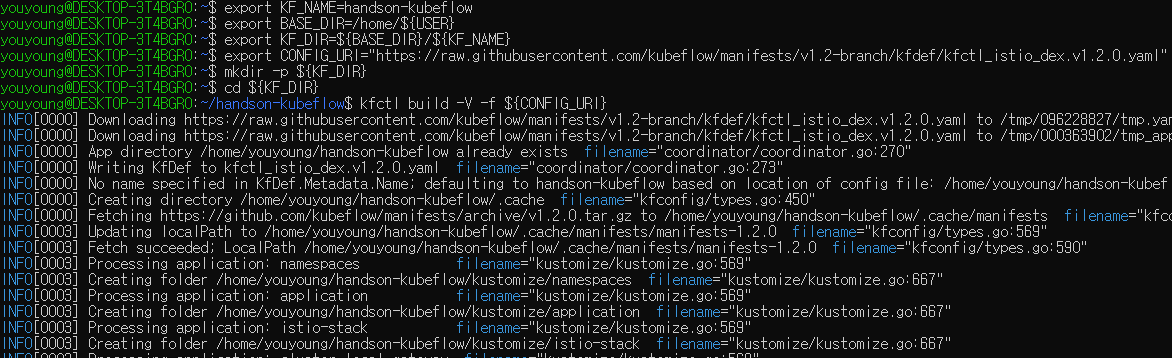 youyoung@DESKTOP-3T4BGRO:~$ export KF_NAME=handson-kubeflow
youyoung@DESKTOP-3T4BGRO:~$ export BASE_DIR=/home/${USER}
youyoung@DESKTOP-3T4BGRO:~$ export KF_DIR=${BASE_DIR}/${KF_NAME}
youyoung@DESKTOP-3T4BGRO:~$ export CONFIG_URI="https://raw.githubusercontent.com/kubeflow/manifests/v1.2-branch/kfdef/kfctl_istio_dex.v1.2.0.yaml"
youyoung@DESKTOP-3T4BGRO:~$ mkdir -p ${KF_DIR}
youyoung@DESKTOP-3T4BGRO:~$ cd ${KF_DIR}
youyoung@DESKTOP-3T4BGRO:~/handson-kubeflow$ kfctl build -V -f ${CONFIG_URI}
INFO[0000] Downloading https://raw.githubusercontent.com/kubeflow/manifests/v1.2-branch/kfdef/kfctl_istio_dex.v1.2.0.yaml to /tmp/096228827/tmp.yam
INFO[0000] Downloading https://raw.githubusercontent.com/kubeflow/manifests/v1.2-branch/kfdef/kfctl_istio_dex.v1.2.0.yaml to /tmp/000363902/tmp_app
INFO[0000] App directory /home/youyoung/handson-kubeflow already exists filename="coordinator/coordinator.go:270"
INFO[0000] Writing KfDef to kfctl_istio_dex.v1.2.0.yaml filename="coordinator/coordinator.go:273"
INFO[0000] No name specified in KfDef.Metadata.Name; defaulting to handson-kubeflow based on location of config file: /home/youyoung/handson-kubef
INFO[0000] Creating directory /home/youyoung/handson-kubeflow/.cache filename="kfconfig/types.go:450"
INFO[0000] Fetching https://github.com/kubeflow/manifests/archive/v1.2.0.tar.gz to /home/youyoung/handson-kubeflow/.cache/manifests filename="kfco
INFO[0003] Updating localPath to /home/youyoung/handson-kubeflow/.cache/manifests/manifests-1.2.0 filename="kfconfig/types.go:569"
INFO[0003] Fetch succeeded; LocalPath /home/youyoung/handson-kubeflow/.cache/manifests/manifests-1.2.0 filename="kfconfig/types.go:590"
INFO[0003] Processing application: namespaces filename="kustomize/kustomize.go:569"
INFO[0003] Creating folder /home/youyoung/handson-kubeflow/kustomize/namespaces filename="kustomize/kustomize.go:667"
INFO[0003] Processing application: application filename="kustomize/kustomize.go:569"
INFO[0003] Creating folder /home/youyoung/handson-kubeflow/kustomize/application filename="kustomize/kustomize.go:667"
INFO[0003] Processing application: istio-stack filename="kustomize/kustomize.go:569"
INFO[0003] Creating folder /home/youyoung/handson-kubeflow/kustomize/istio-stack filename="kustomize/kustomize.go:667"